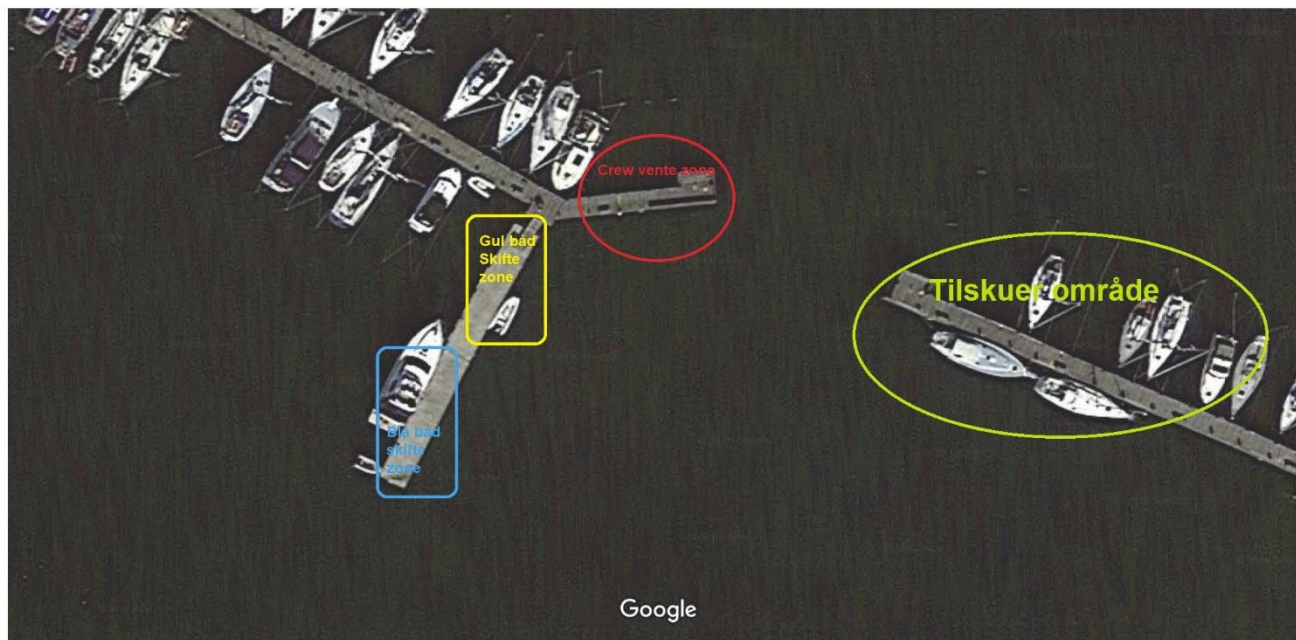 Crew vente zone
Gul båd
Skifte
zone
Tilskuer område
Blå båd
skifte
zone
Google